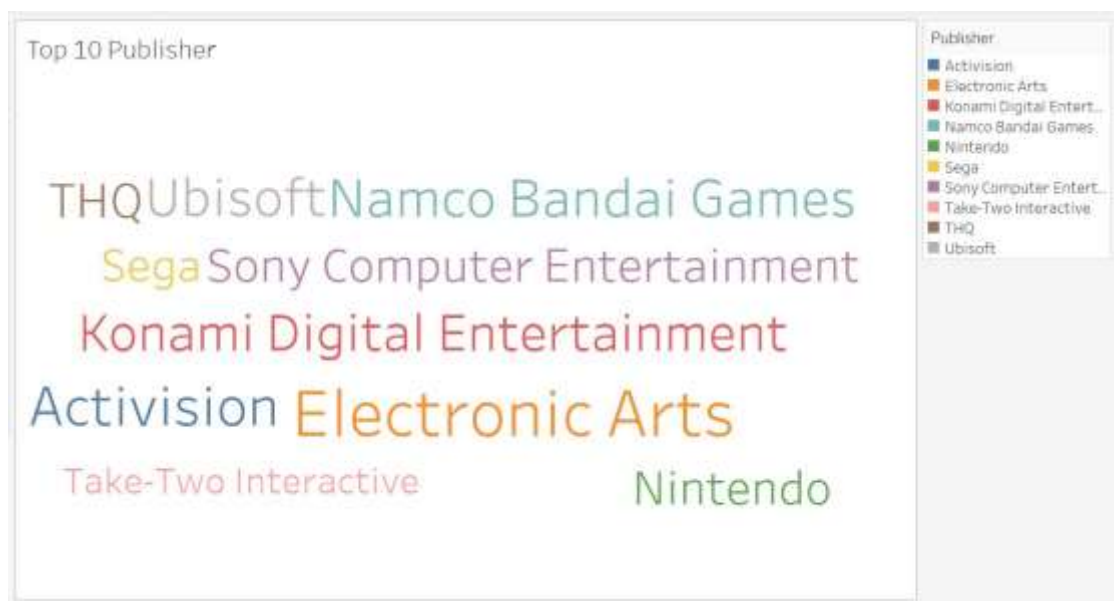 Top 10 Publisher
THQ Ubisoft Namco Bandai Games
Sega Sony Computer Entertainment
Konami Digital Entertainment
Activision Electronic Arts
Take-Two Interactive Nintendo
Publisher
Activision
Electronic Arts
Konami Digital Entert...
Namco Bandai Games
Nintendo
Sega
Sony Computer Entert...
Take-Two Interactive
THQ
Ubisoft